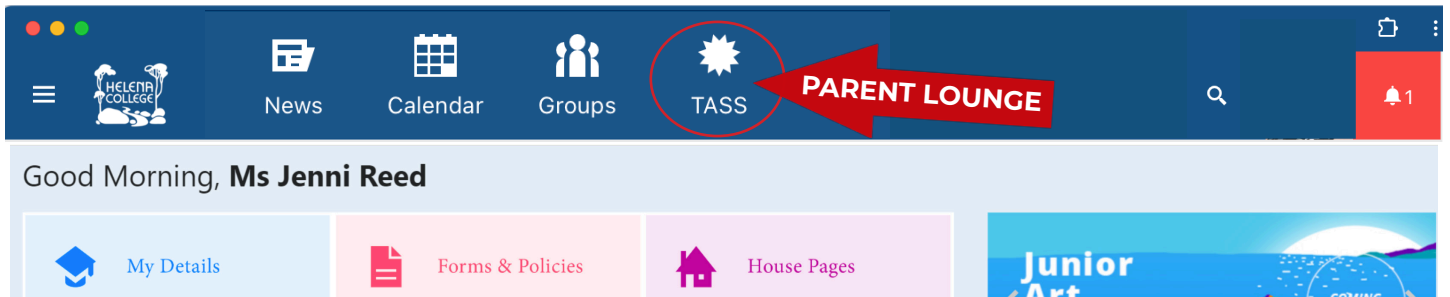 HELENA
COLLEGE
News
Calendar
Groups
TASS
PARENT LOUNGE
1
Good Morning, Ms Jenni Reed
My Details
Forms & Policies
House Pages
Junior
Art
COMING